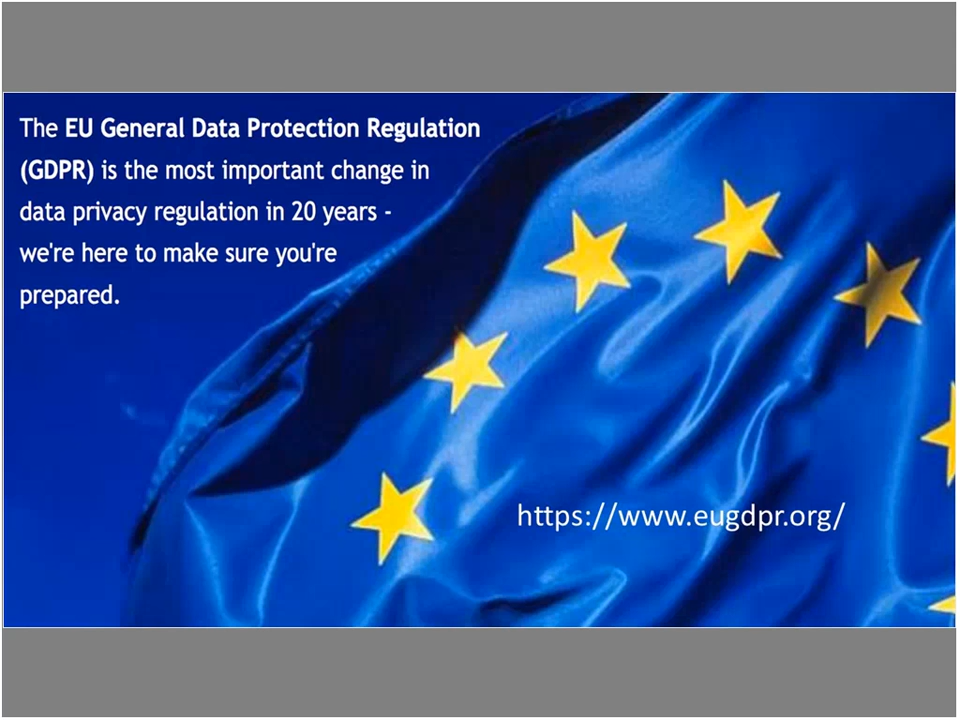 The EU General Data Protection Regulation
(GDPR) is the most important change in
data privacy regulation in 20 years -
we're here to make sure you're
prepared.
https://www.eugdpr.org/